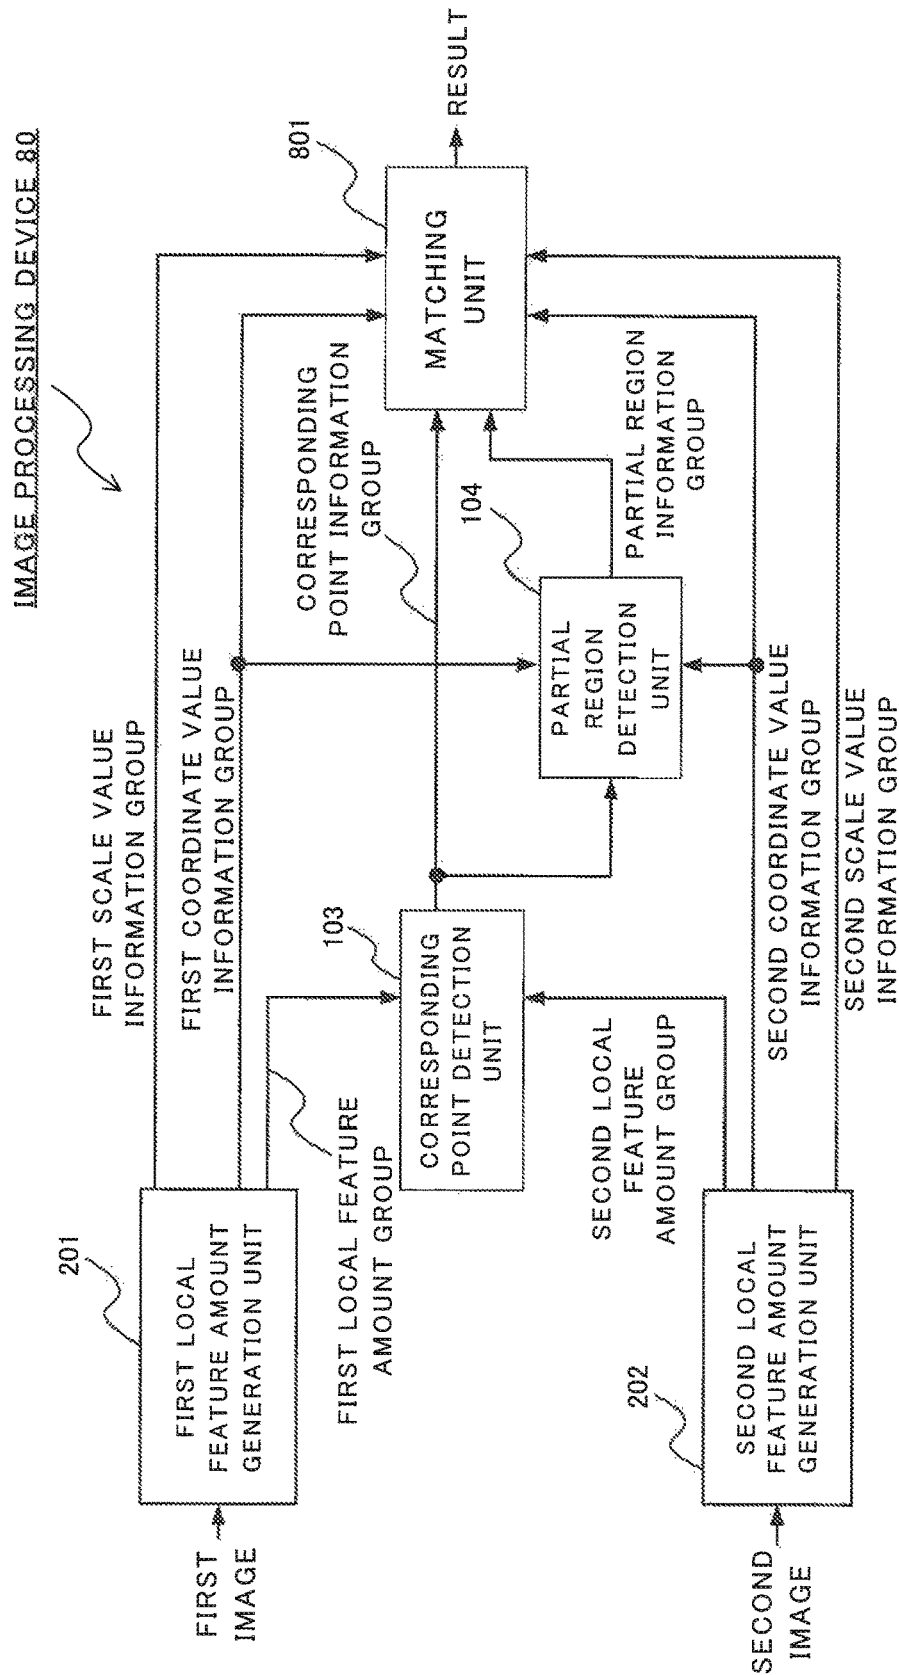 IMAGE PROCESSING DEVICE 80
FIRST
IMAGE
201
FIRST LOCAL
FEATURE AMOUNT
GENERATION UNIT
FIRST SCALE VALUE
INFORMATION GROUP
FIRST COORDINATE VALUE
INFORMATION GROUP
FIRST LOCAL FEATURE
AMOUNT GROUP
103
CORRESPONDING
POINT DETECTION
UNIT
CORRESPONDING
POINT INFORMATION
GROUP
104
PARTIAL
REGION
DETECTION
UNIT
PARTIAL REGION
INFORMATION
GROUP
801
MATCHING
UNIT
RESULT
SECOND
IMAGE
202
SECOND LOCAL
FEATURE AMOUNT
GENERATION UNIT
SECOND LOCAL
FEATURE
AMOUNT GROUP
SECOND COORDINATE VALUE
INFORMATION GROUP
SECOND SCALE VALUE
INFORMATION GROUP